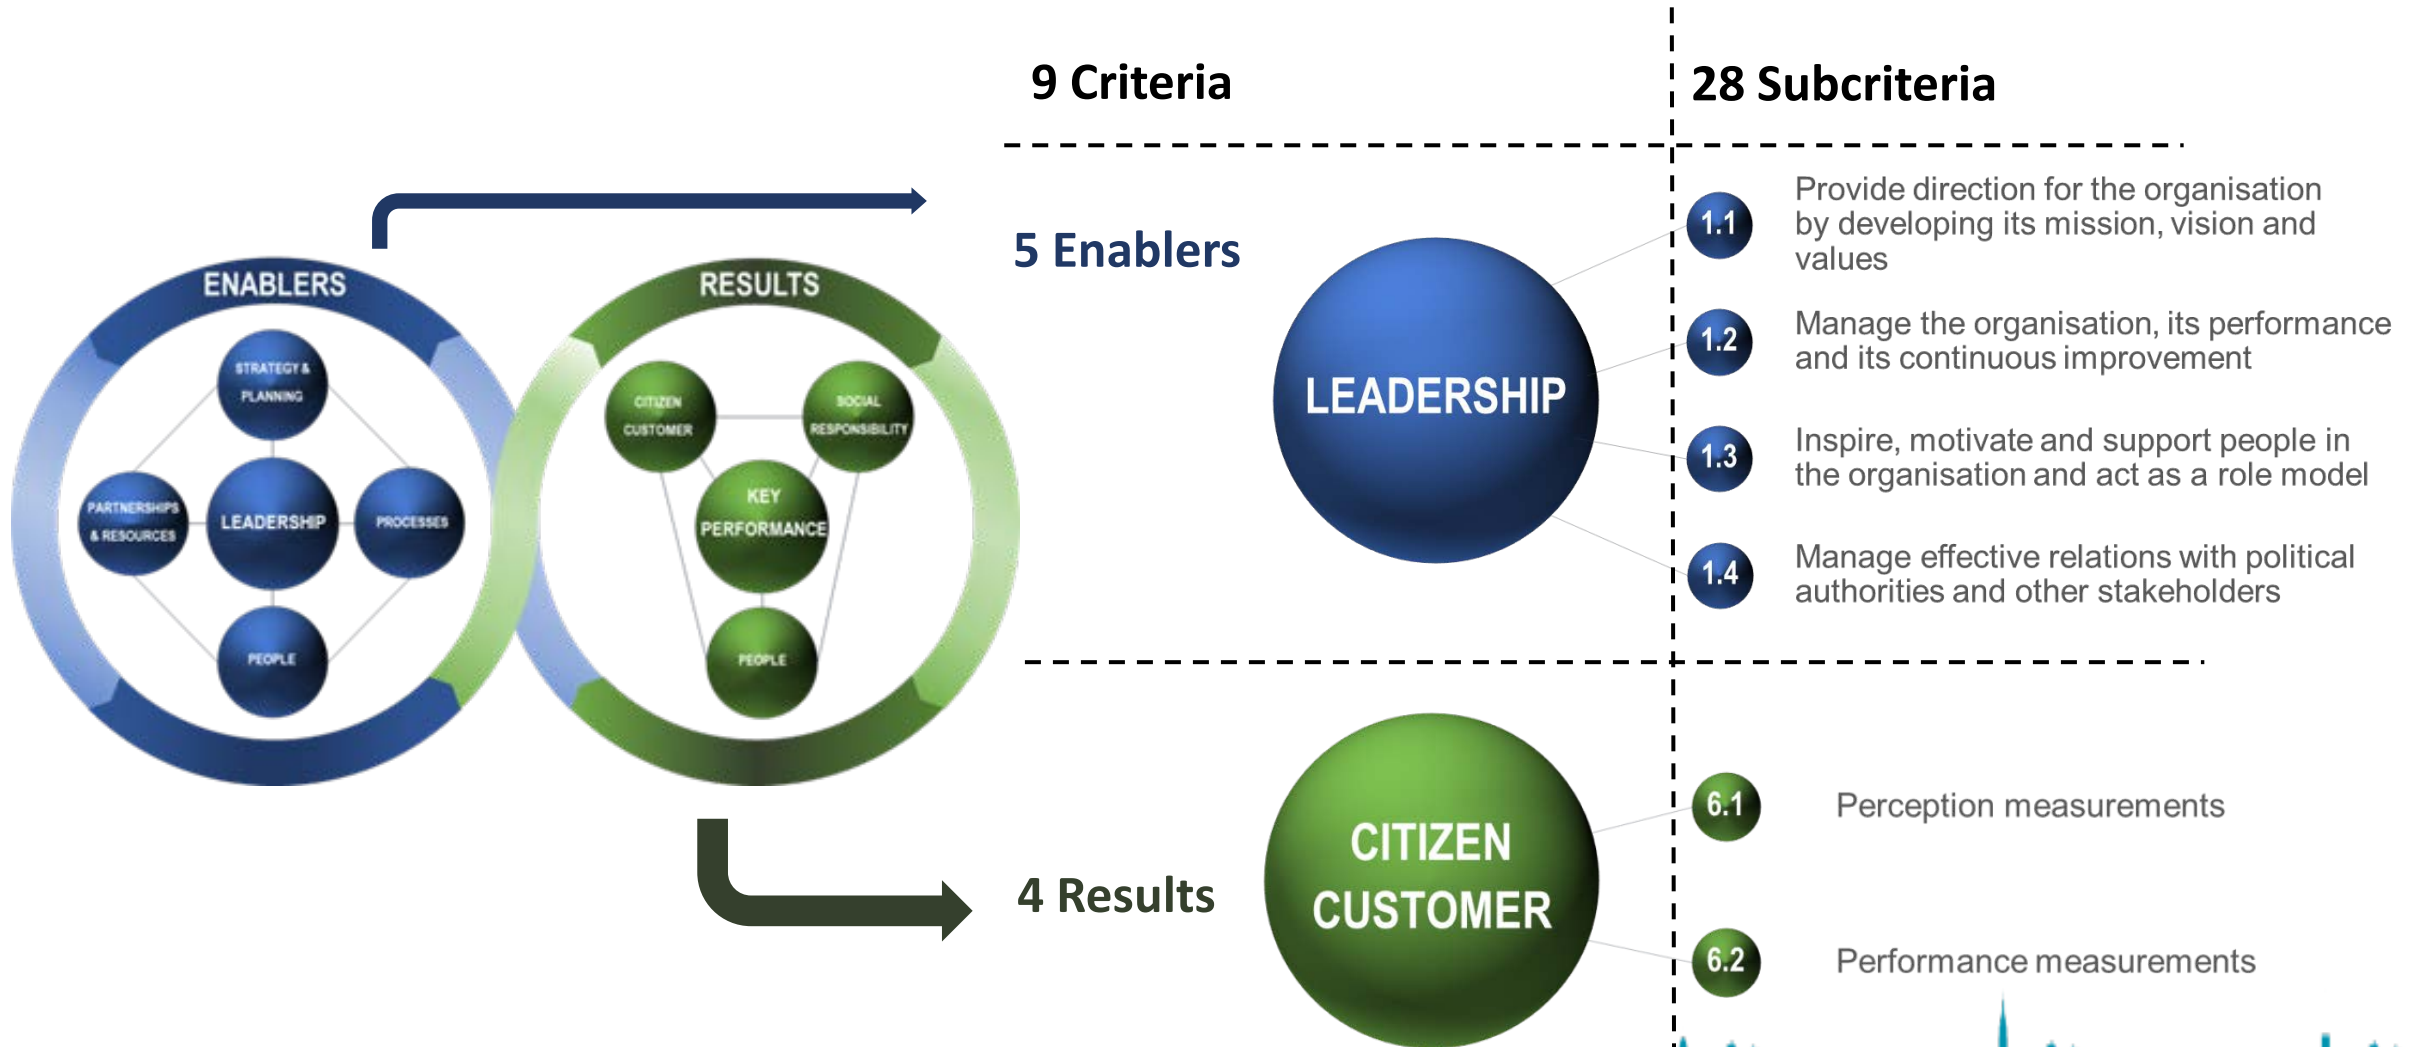 9 Criteria
28 Subcriteria
5 Enablers
ENABLERS
STRATEGY &
PLANNING
PARTNERSHIPS
& RESOURCES
LEADERSHIP
PROCESSES
PEOPLE
RESULTS
CITIZEN
CUSTOMER
SOCIAL
RESPONSIBILITY
KEY
PERFORMANCE
PEOPLE
LEADERSHIP
1.1
Provide direction for the organisation
by developing its mission, vision and
values
1.2
Manage the organisation, its performance
and its continuous improvement
1.3
Inspire, motivate and support people in
the organisation and act as a role model
1.4
Manage effective relations with political
authorities and other stakeholders
4 Results
CITIZEN
CUSTOMER
6.1
Perception measurements
6.2
Performance measurements